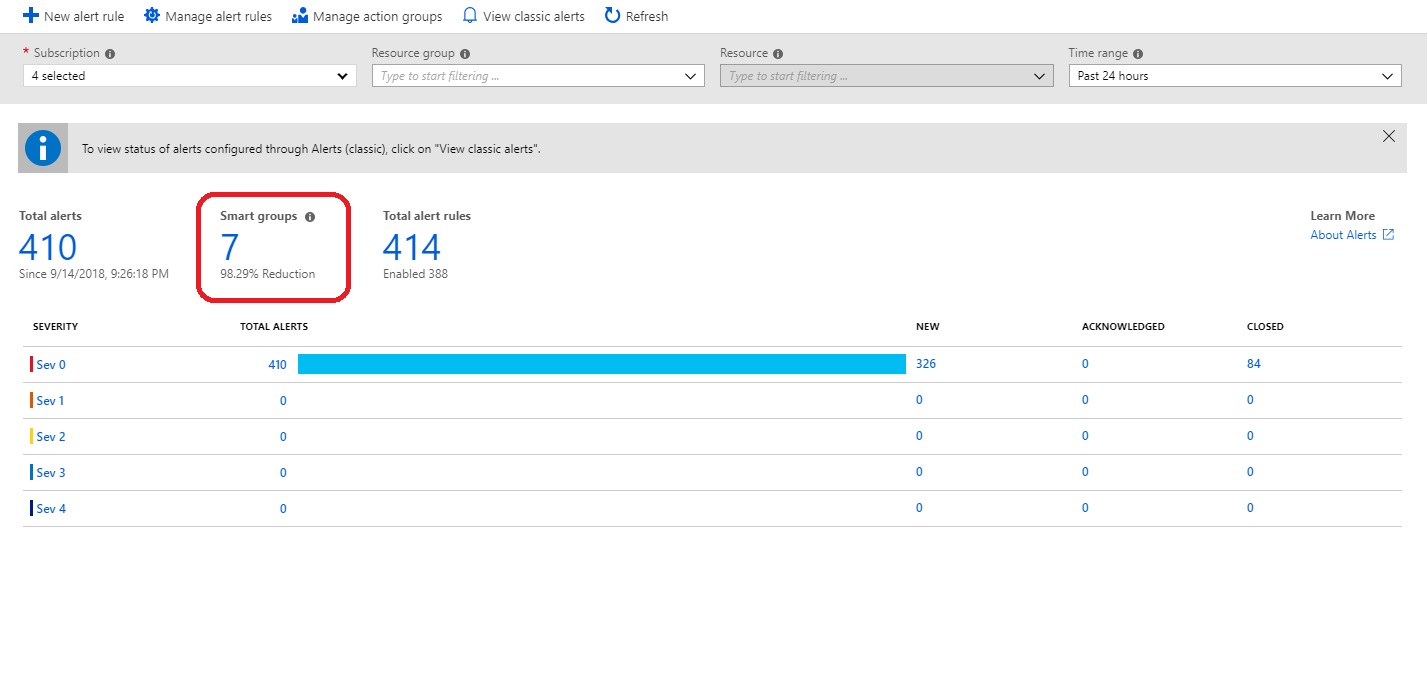 New alert rule Manage alert rules Manage action groups View classic alerts Refresh
* Subscription Resource group Resource Time range
4 selected Type to start filtering ... Type to start filtering ... Past 24 hours
To view status of alerts configured through Alerts (classic), click on "View classic alerts".
Total alerts Smart groups Total alert rules Learn More
410 7 414 About Alerts
Since 9/14/2018, 9:26:18 PM 98.29% Reduction Enabled 388
SEVERITY TOTAL ALERTS NEW ACKNOWLEDGED CLOSED
Sev 0 410 326 0 84
Sev 1 0 0 0 0
Sev 2 0 0 0 0
Sev 3 0 0 0 0
Sev 4 0 0 0 0